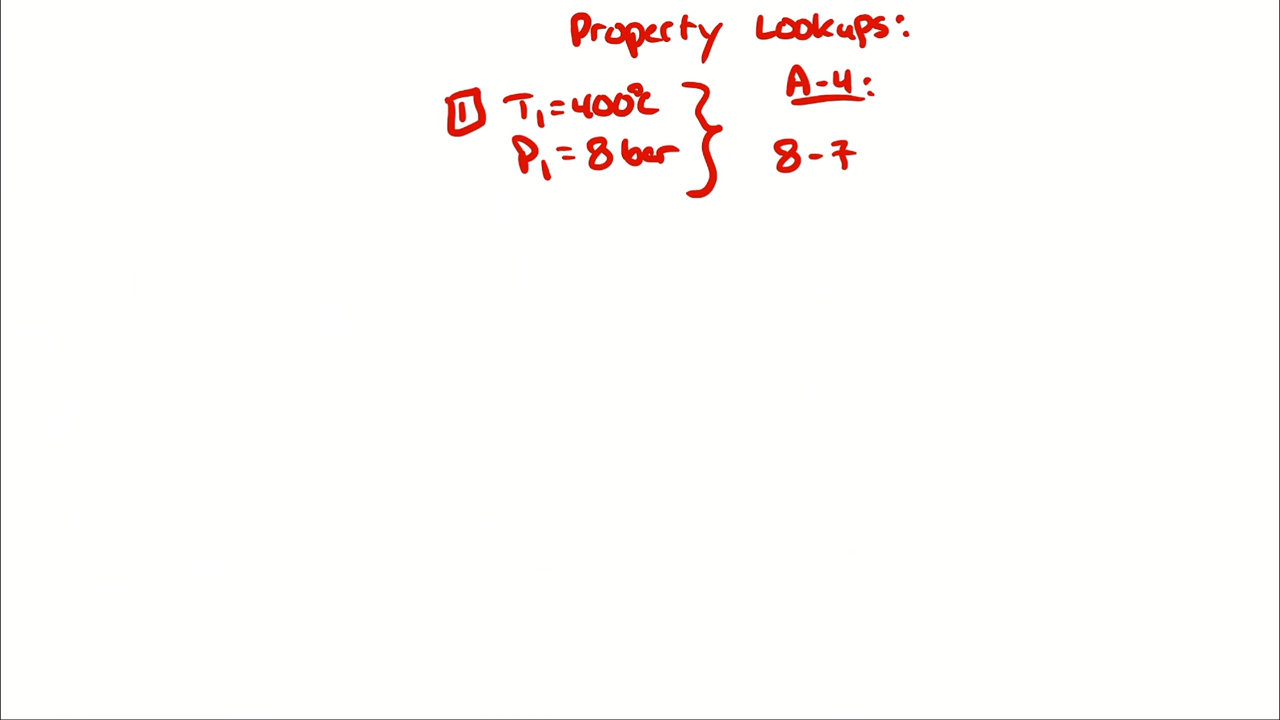 Property Lookups:
A-4:
1 T₁ = 400°C
P₁ = 8 bar
8-7